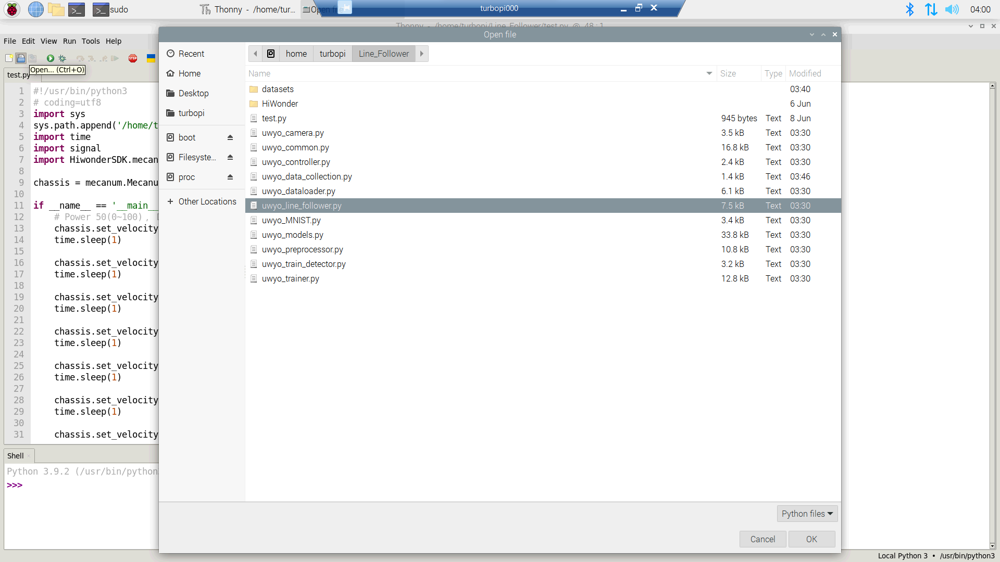 sudo
Thonny - /home/tur...
turbopi000
04:00
Thonny - /home/turbopi/Line_Follower/test.py @ 48 : 1
Open file
File Edit View Run Tools Help
STOP
Open... (Ctrl+O)
test.py
1 #!/usr/bin/python3
2 # coding=utf8
3 import sys
4 sys.path.append('/home/t
5 import time
6 import signal
7 import HiwonderSDK.mecan
8
9 chassis = mecanum.Mecanu
10
11 if __name__ == '__main__
12 # Power 50(0~100),
13 chassis.set_velocity
14 time.sleep(1)
15
16 chassis.set_velocity
17 time.sleep(1)
18
19 chassis.set_velocity
20 time.sleep(1)
21
22 chassis.set_velocity
23 time.sleep(1)
24
25 chassis.set_velocity
26 time.sleep(1)
27
28 chassis.set_velocity
29 time.sleep(1)
30
31 chassis.set_velocity
Shell
Python 3.9.2 (/usr/bin/python
>>>
Recent
Home
Desktop
turbopi
boot
Filesyste...
proc
+ Other Locations
home turbopi Line_Follower
Name Size Type Modified
datasets 03:40
HiWonder 6 Jun
test.py 945 bytes Text 8 Jun
uwyo_camera.py 3.5 kB Text 03:30
uwyo_common.py 16.8 kB Text 03:30
uwyo_controller.py 2.4 kB Text 03:30
uwyo_data_collection.py 1.4 kB Text 03:46
uwyo_dataloader.py 6.1 kB Text 03:30
uwyo_line_follower.py 7.5 kB Text 03:30
uwyo_MNIST.py 3.4 kB Text 03:30
uwyo_models.py 33.8 kB Text 03:30
uwyo_preprocessor.py 10.8 kB Text 03:30
uwyo_train_detector.py 3.2 kB Text 03:30
uwyo_trainer.py 12.8 kB Text 03:30
Python files
Cancel OK
Local Python 3 • /usr/bin/python3